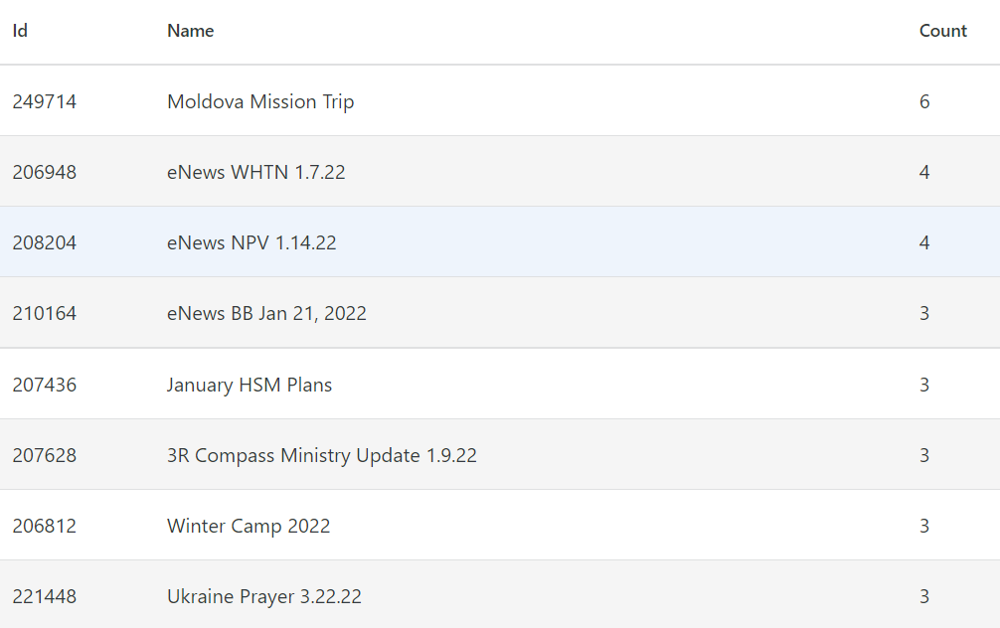 Id Name Count
249714 Moldova Mission Trip 6
206948 eNews WHTN 1.7.22 4
208204 eNews NPV 1.14.22 4
210164 eNews BB Jan 21, 2022 3
207436 January HSM Plans 3
207628 3R Compass Ministry Update 1.9.22 3
206812 Winter Camp 2022 3
221448 Ukraine Prayer 3.22.22 3